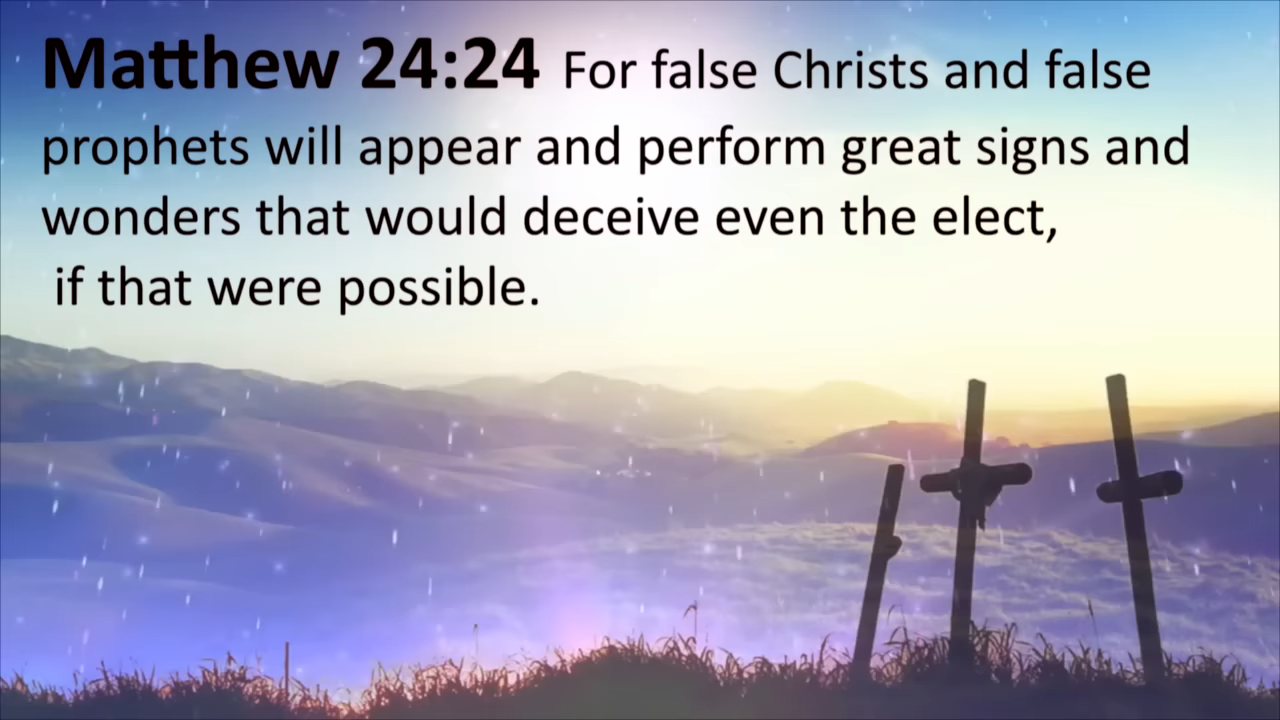 Matthew 24:24 For false Christs and false
prophets will appear and perform great signs and
wonders that would deceive even the elect,
if that were possible.